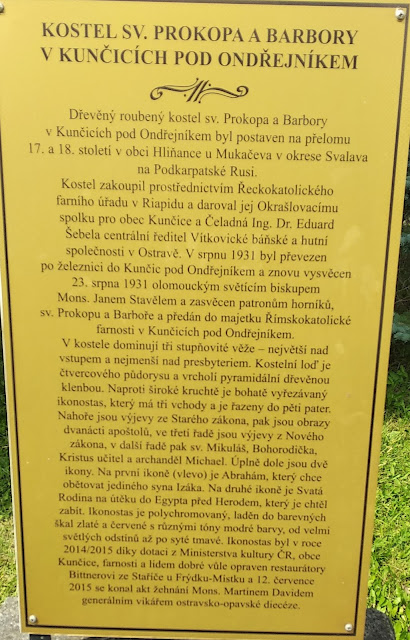 KOSTEL SV. PROKOPA A BARBORY
V KUNČICÍCH POD ONDŘEJNÍKEM
Dřevěný roubený kostel sv. Prokopa a Barbory
v Kunčicích pod Ondřejníkem byl postaven na přelomu
17. a 18. století v obci Hliňance u Mukačeva v okrese Svalava
na Podkarpatské Rusi.
Kostel zakoupil prostřednictvím Řeckokatolického
farního úřadu v Riapidu a daroval jej Okrašlovacímu
spolku pro obec Kunčice a Čeladná Ing. Dr. Eduard
Šebela centrální ředitel Vítkovické báňské a hutní
společnosti v Ostravě. V srpnu 1931 byl převezen
po železnici do Kunčic pod Ondřejníkem a znovu vysvěcen
23. srpna 1931 olomouckým světícím biskupem
Mons. Janem Stavělem a zasvěcen patronům horníků,
sv. Prokopu a Barboře a předán do majetku Římskokatolické
farnosti v Kunčicích pod Ondřejníkem.
V kostele dominují tři stupňovité věže – největší nad
vstupem a nejmenší nad presbyteriem. Kostelní loď je
čtvercového půdorysu a vrcholí pyramidální dřevěnou
klenbou. Naproti široké kruchtě je bohatě vyřezávaný
ikonostas, který má tři vchody a je řazeny do pěti pater.
Nahoře jsou výjevy ze Starého zákona, pak jsou obrazy
dvanácti apoštolů, ve třetí řadě jsou výjevy z Nového
zákona, v další řadě pak sv. Mikuláš, Bohorodička,
Kristus učitel a archanděl Michael. Úplně dole jsou dvě
ikony. Na první ikoně (vlevo) je Abrahám, který chce
obětovat jediného syna Izáka. Na druhé ikoně je Svatá
Rodina na útěku do Egypta před Herodem, který je chtěl
zabít. Ikonostas je polychromovaný, laděn do barevných
škal zlaté a červené s různými tóny modré barvy, od velmi
světlých odstínů až po syté tmavé. Ikonostas byl v roce
2014/2015 díky dotaci z Ministerstva kultury ČR, obce
Kunčice, farnosti a lidem dobré vůle opraven restaurátory
Bittnerovi ze Staříče u Frýdku-Místku a 12. července
2015 se konal akt žehnání Mons. Martinem Davidem
generálním vikářem ostravsko-opavské diecéze.